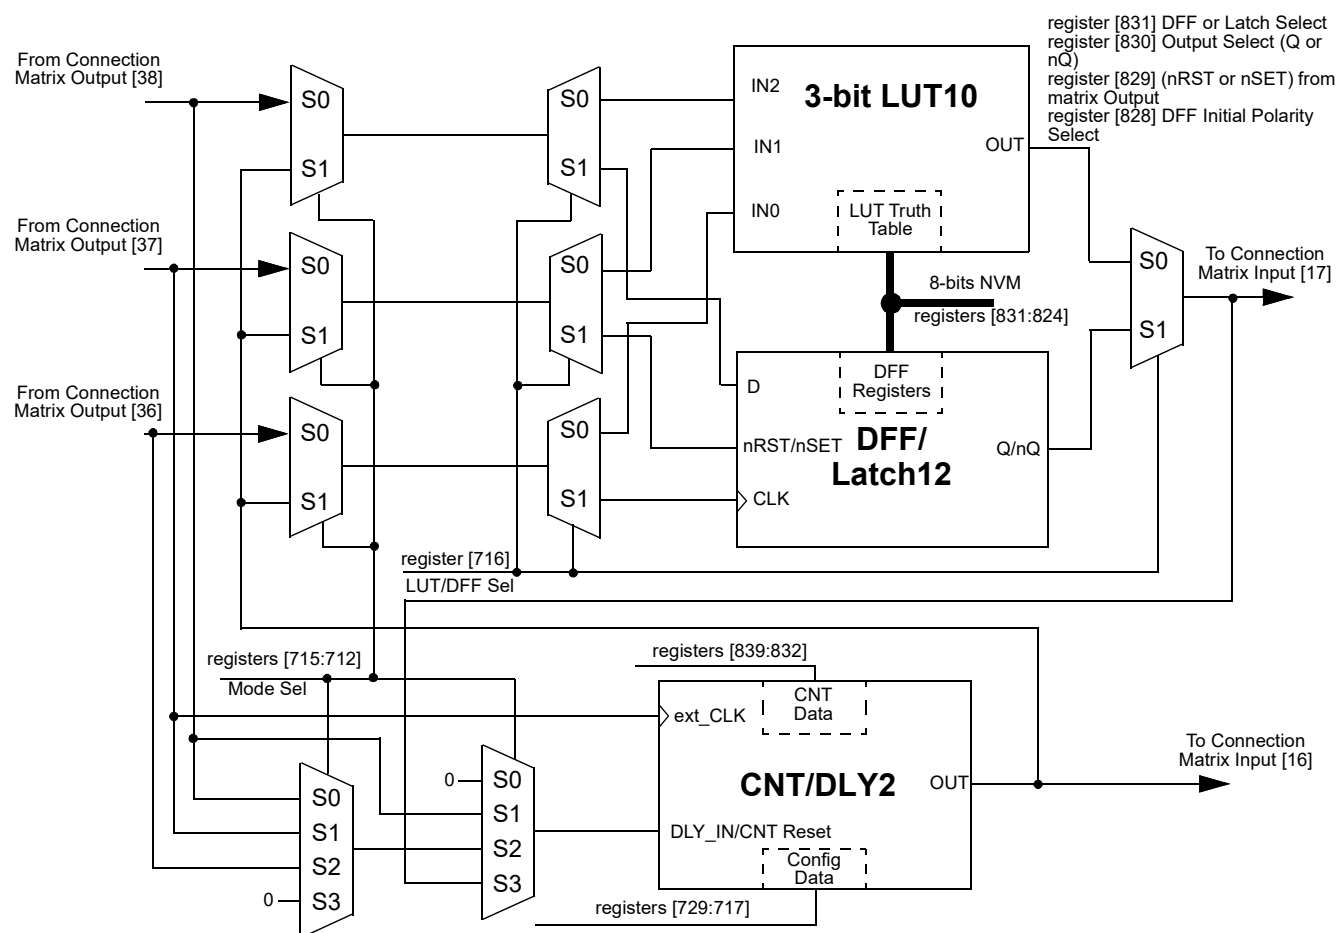 register [831] DFF or Latch Select
register [830] Output Select (Q or
nQ)
register [829] (nRST or nSET) from
matrix Output
register [828] DFF Initial Polarity
Select
From Connection
Matrix Output [38]
S0
S1
S0
S1
IN2
IN1
IN0
3-bit LUT10
OUT
LUT Truth
Table
From Connection
Matrix Output [37]
S0
S1
S0
S1
8-bits NVM
registers [831:824]
S0
S1
To Connection
Matrix Input [17]
From Connection
Matrix Output [36]
S0
S1
S0
S1
D
nRST/nSET
CLK
DFF
Registers
DFF/
Latch12
Q/nQ
register [716]
LUT/DFF Sel
registers [715:712]
Mode Sel
registers [839:832]
CNT
Data
ext_CLK
CNT/DLY2
OUT
DLY_IN/CNT Reset
Config
Data
To Connection
Matrix Input [16]
0
S0
S1
S2
S3
S0
S1
S2
0
S3
registers [729:717]